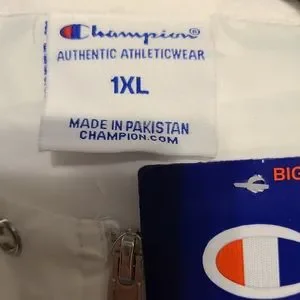 Champion®
AUTHENTIC ATHLETICWEAR
1XL
MADE IN PAKISTAN
CHAMPION.COM
BIG